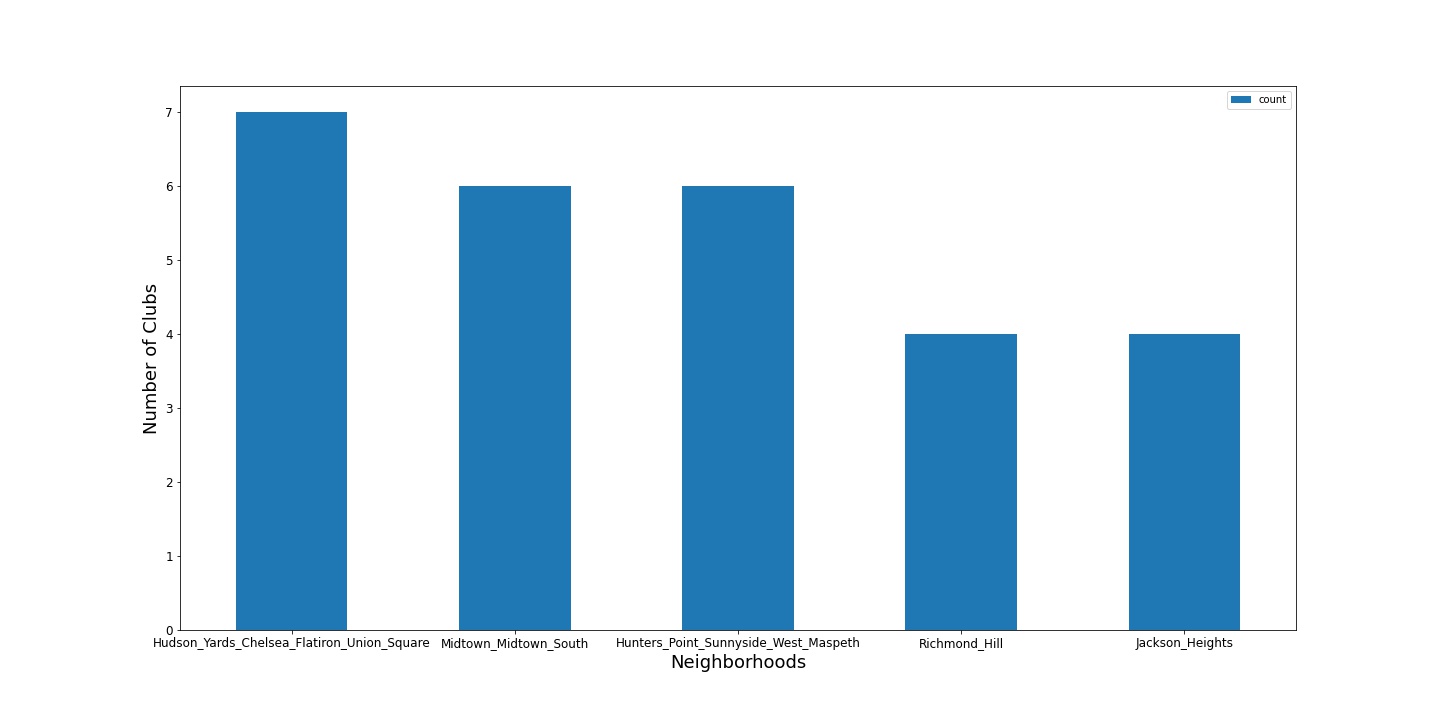 count
7
6
5
4
3
2
1
0
Number of Clubs
Hudson_Yards_Chelsea_Flatiron_Union_Square Midtown_Midtown_South Hunters_Point_Sunnyside_West_Maspeth Richmond_Hill Jackson_Heights
Neighborhoods